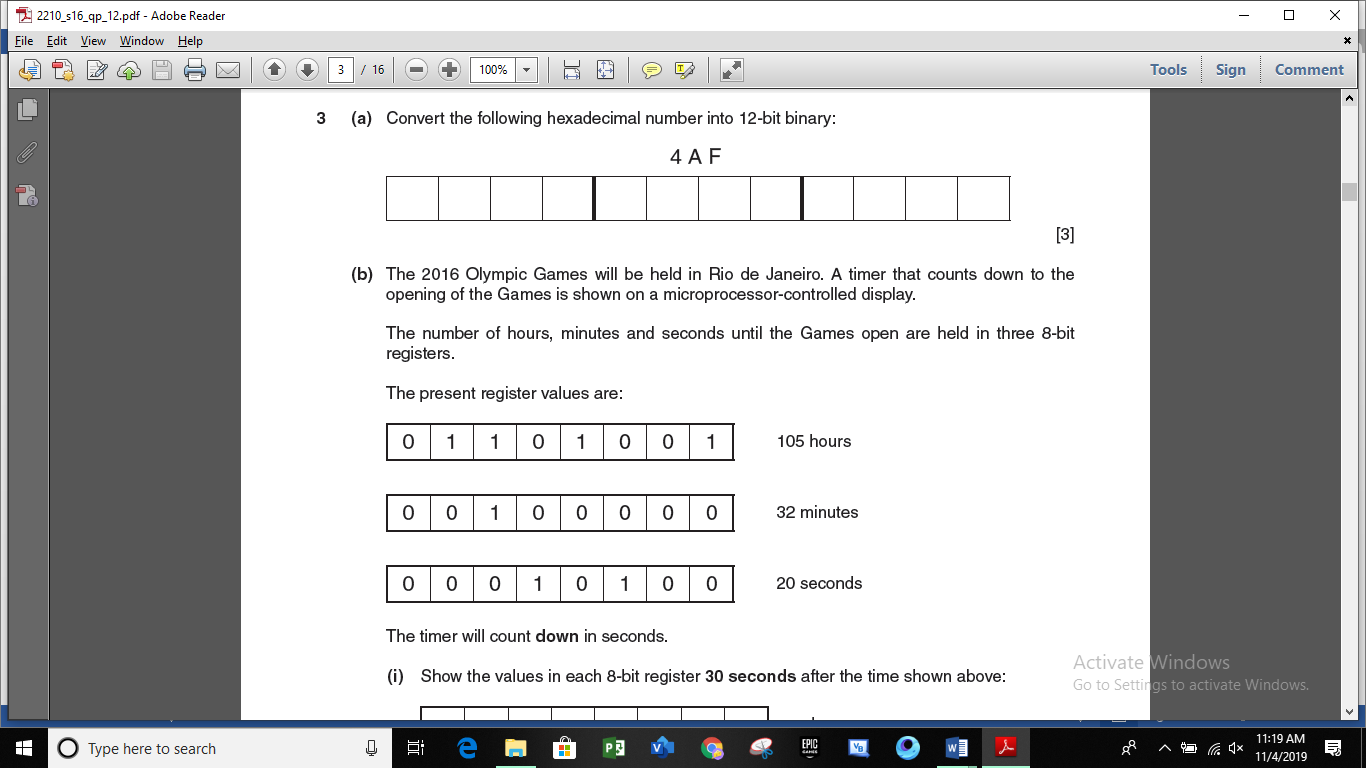 2210_s16_qp_12.pdf - Adobe Reader
File Edit View Window Help
3 / 16 100% Tools Sign Comment
3 (a) Convert the following hexadecimal number into 12-bit binary:
4 A F
[3]
(b) The 2016 Olympic Games will be held in Rio de Janeiro. A timer that counts down to the
opening of the Games is shown on a microprocessor-controlled display.
The number of hours, minutes and seconds until the Games open are held in three 8-bit
registers.
The present register values are:
0 1 1 0 1 0 0 1 105 hours
0 0 1 0 0 0 0 0 32 minutes
0 0 0 1 0 1 0 0 20 seconds
The timer will count down in seconds.
Activate Windows
(i) Show the values in each 8-bit register 30 seconds after the time shown above:
Go to Settings to activate Windows.
Type here to search
11:19 AM
11/4/2019